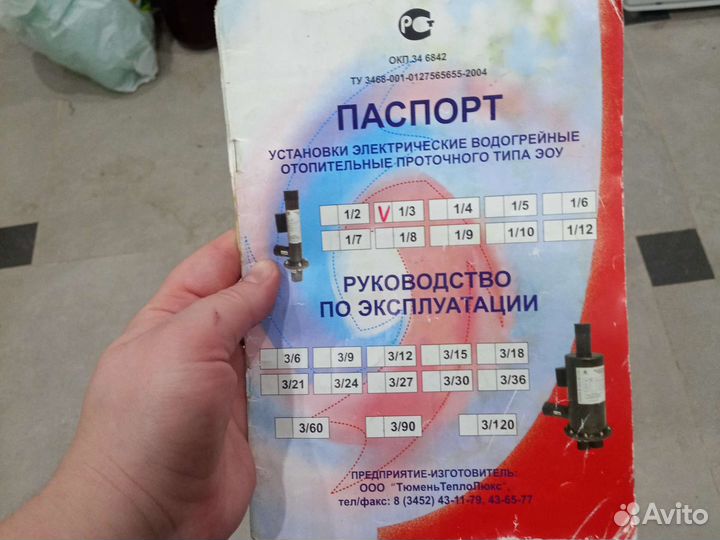 РСТ
ОКП 34 6842
ТУ 3468-001-0127565655-2004
ПАСПОРТ
УСТАНОВКИ ЭЛЕКТРИЧЕСКИЕ ВОДОГРЕЙНЫЕ
ОТОПИТЕЛЬНЫЕ ПРОТОЧНОГО ТИПА ЭОУ
1/2 V 1/3 1/4 1/5 1/6
1/7 1/8 1/9 1/10 1/12
РУКОВОДСТВО
ПО ЭКСПЛУАТАЦИИ
3/6 3/9 3/12 3/15 3/18
3/21 3/24 3/27 3/30 3/36
3/60 3/90 3/120
ПРЕДПРИЯТИЕ-ИЗГОТОВИТЕЛЬ:
ООО "ТюменьТеплоЛюкс",
тел/факс: 8 (3452) 43-11-79, 43-55-77
Avito